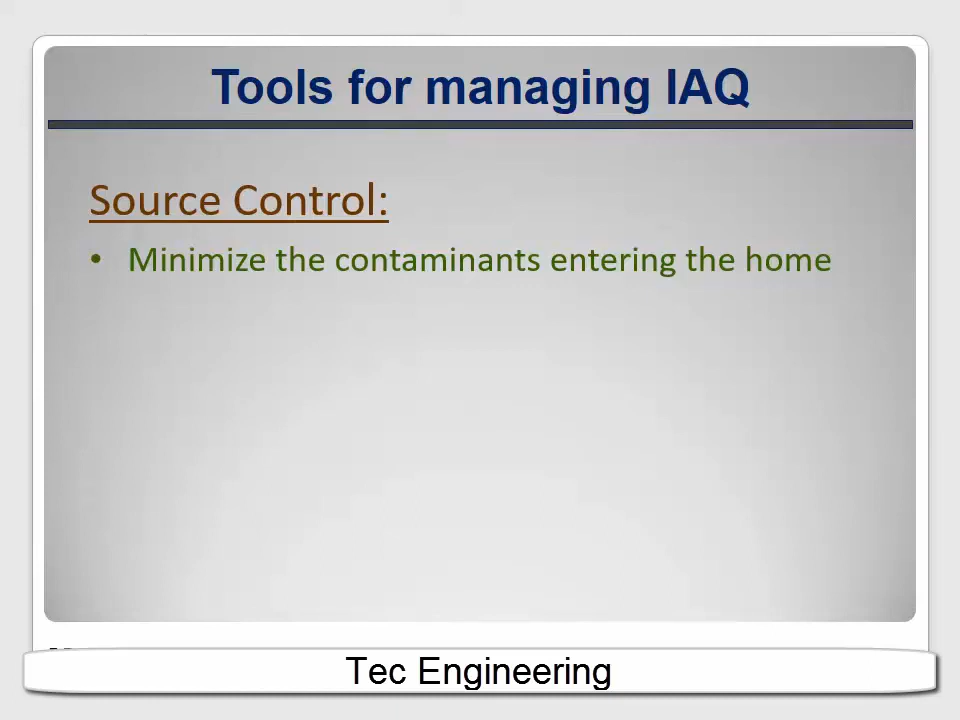 Tools for managing IAQ
Source Control:
• Minimize the contaminants entering the home
Tec Engineering